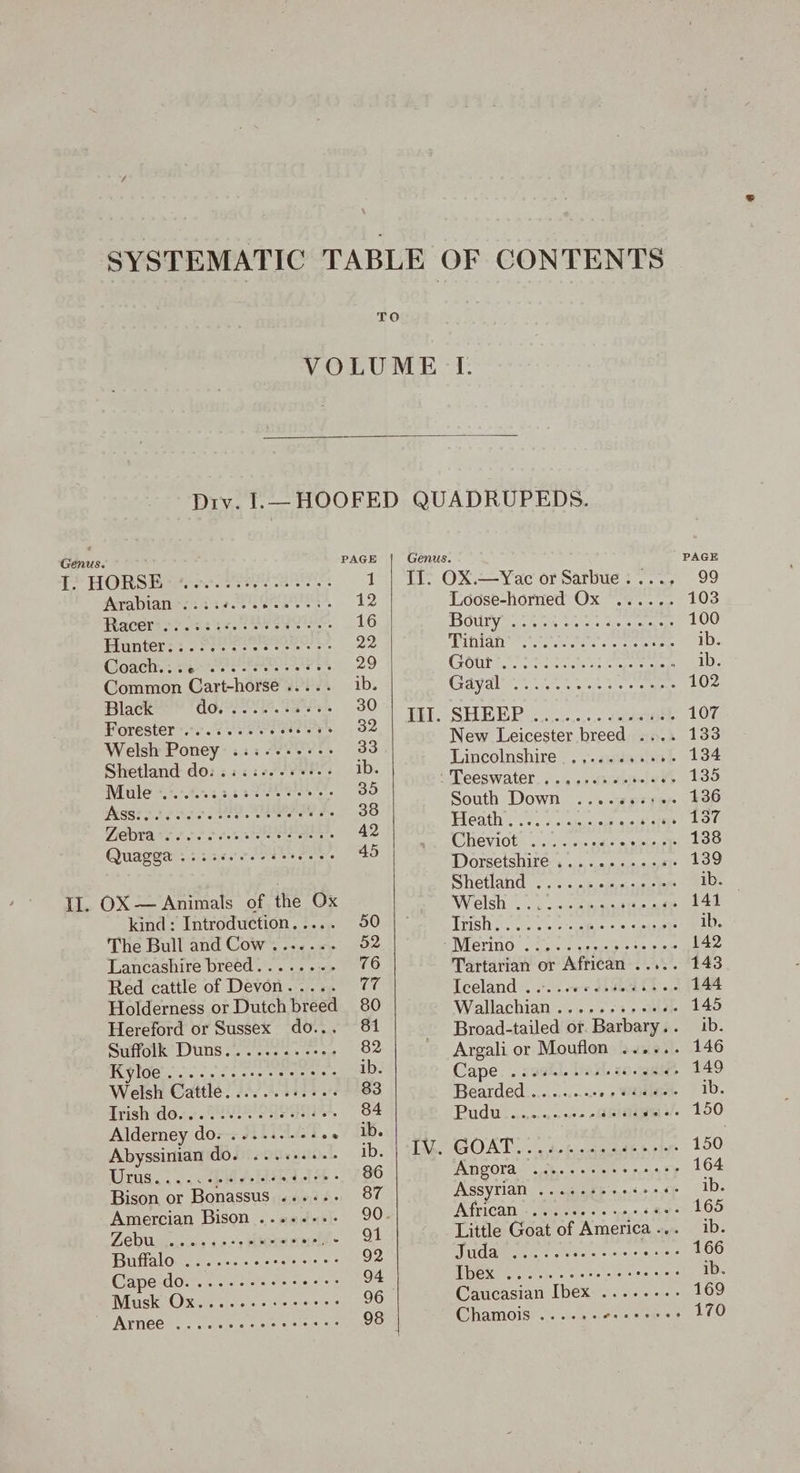 SYSTEMATIC TABLE OF CONTENTS
TO
VOLUME I.
Div. I.—HOOFED QUADRUPEDS.
Genus. PAGE
I. HORSE ............ 1
Arabian ............ 12
Racer ............ 16
Hunter ............ 22
Coach ............ 29
Common Cart-horse ..... ib.
Black do. ............ 30
Forester ............ 32
Welsh Poney ............ 33
Shetland do. ............ ib.
Mule ............ 35
Ass ............ 38
Zebra ............ 42
Quagga ............ 45
II. OX — Animals of the Ox
kind: Introduction..... 50
The Bull and Cow ....... 52
Lancashire breed........ 76
Red cattle of Devon..... 77
Holderness or Dutch breed 80
Hereford or Sussex do... 81
Suffolk Duns............ 82
Kyloe ............ ib.
Welsh Cattle............ 83
Irish do............ 84
Alderney do. ............ ib.
Abyssinian do. ......... ib.
Urus............ 86
Bison or Bonassus ...... 87
Amercian Bison ........ 90
Zebu ............ 91
Buffalo ............ 92
Cape do............ 94
Musk Ox............ 96
Arnee ............ 98
Genus. PAGE
II. OX.—Yac or Sarbue ..... 99
Loose-horned Ox ...... 103
Boury ............ 100
Tinian ............ ib.
Gour ............ ib.
Gayal ............ 102
III. SHEEP ............ 107
New Leicester breed .... 133
Lincolnshire ............ 134
Teeswater ............ 135
South Down ............ 136
Heath ............ 137
Cheviot ............ 138
Dorsetshire ............ 139
Shetland ............ ib.
Welsh ............ 141
Irish ............ ib.
Merino ............ 142
Tartarian or African ..... 143
Iceland ............ 144
Wallachian ............ 145
Broad-tailed or Barbary.. ib.
Argali or Mouflon ...... 146
Cape ............ 149
Bearded ............ ib.
Pudu ............ 150
IV. GOAT ............ 150
Angora ............ 164
Assyrian ............ ib.
African ............ 165
Little Goat of America ... ib.
Juda ............ 166
Ibex ............ ib.
Caucasian Ibex ........ 169
Chamois ............ 170